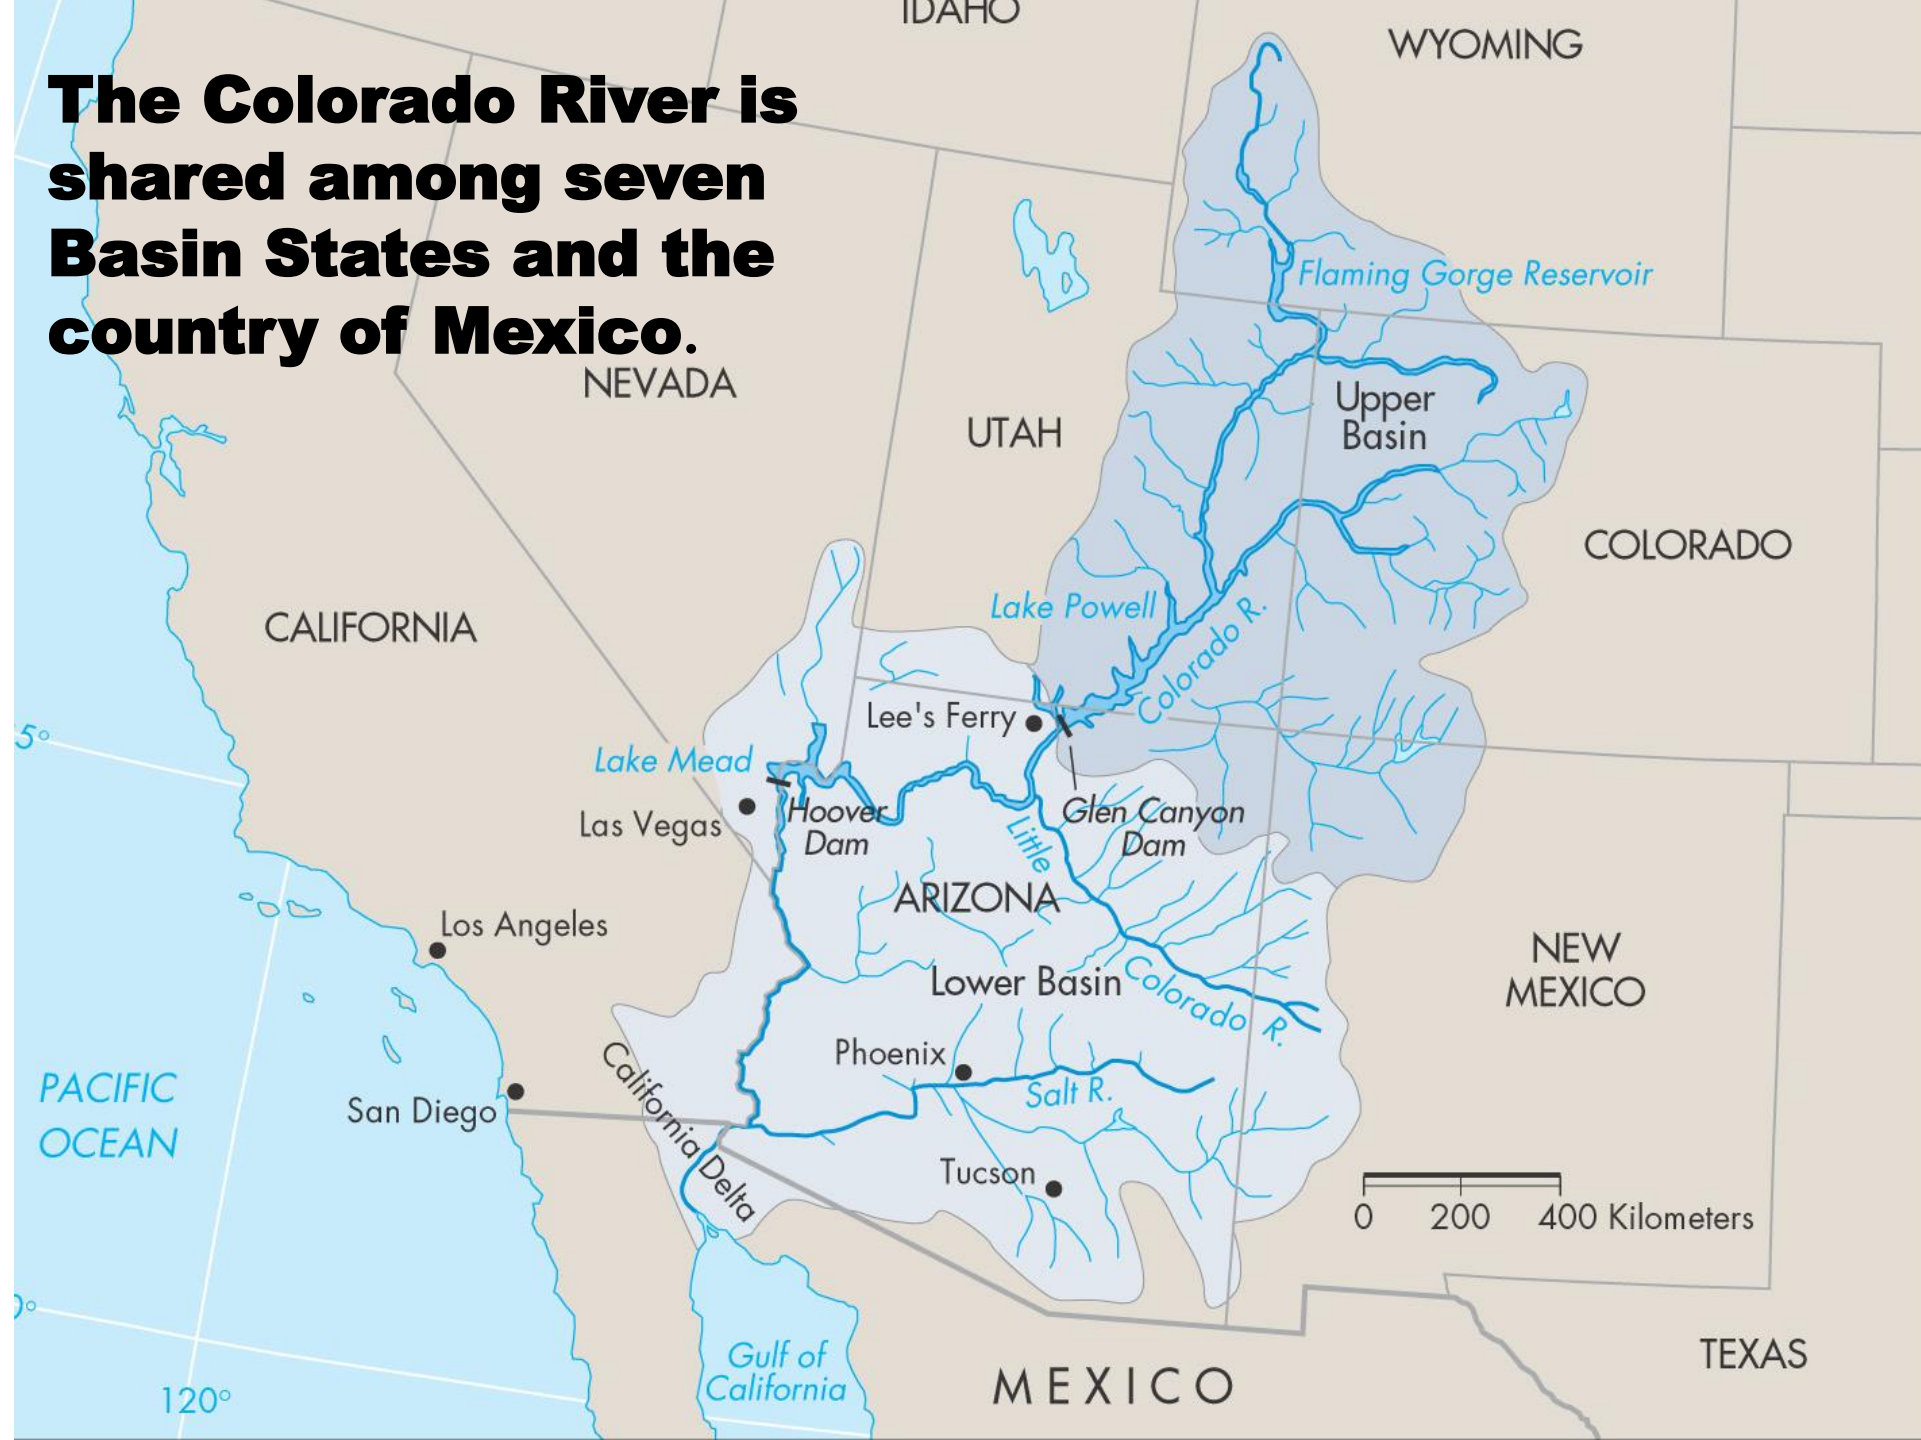 IDAHO
WYOMING
The Colorado River is
shared among seven
Basin States and the
country of Mexico.
Flaming Gorge Reservoir
NEVADA
Upper
Basin
UTAH
COLORADO
Lake Powell
CALIFORNIA
Colorado R.
Lee's Ferry
5°
Lake Mead
Las Vegas
Hoover
Dam
Glen Canyon
Dam
Little
Colorado R.
ARIZONA
Los Angeles
NEW
MEXICO
Lower Basin
Phoenix
Salt R.
California Delta
PACIFIC
OCEAN
San Diego
Tucson
0 200 400 Kilometers
0°
Gulf of
California
TEXAS
MEXICO
120°